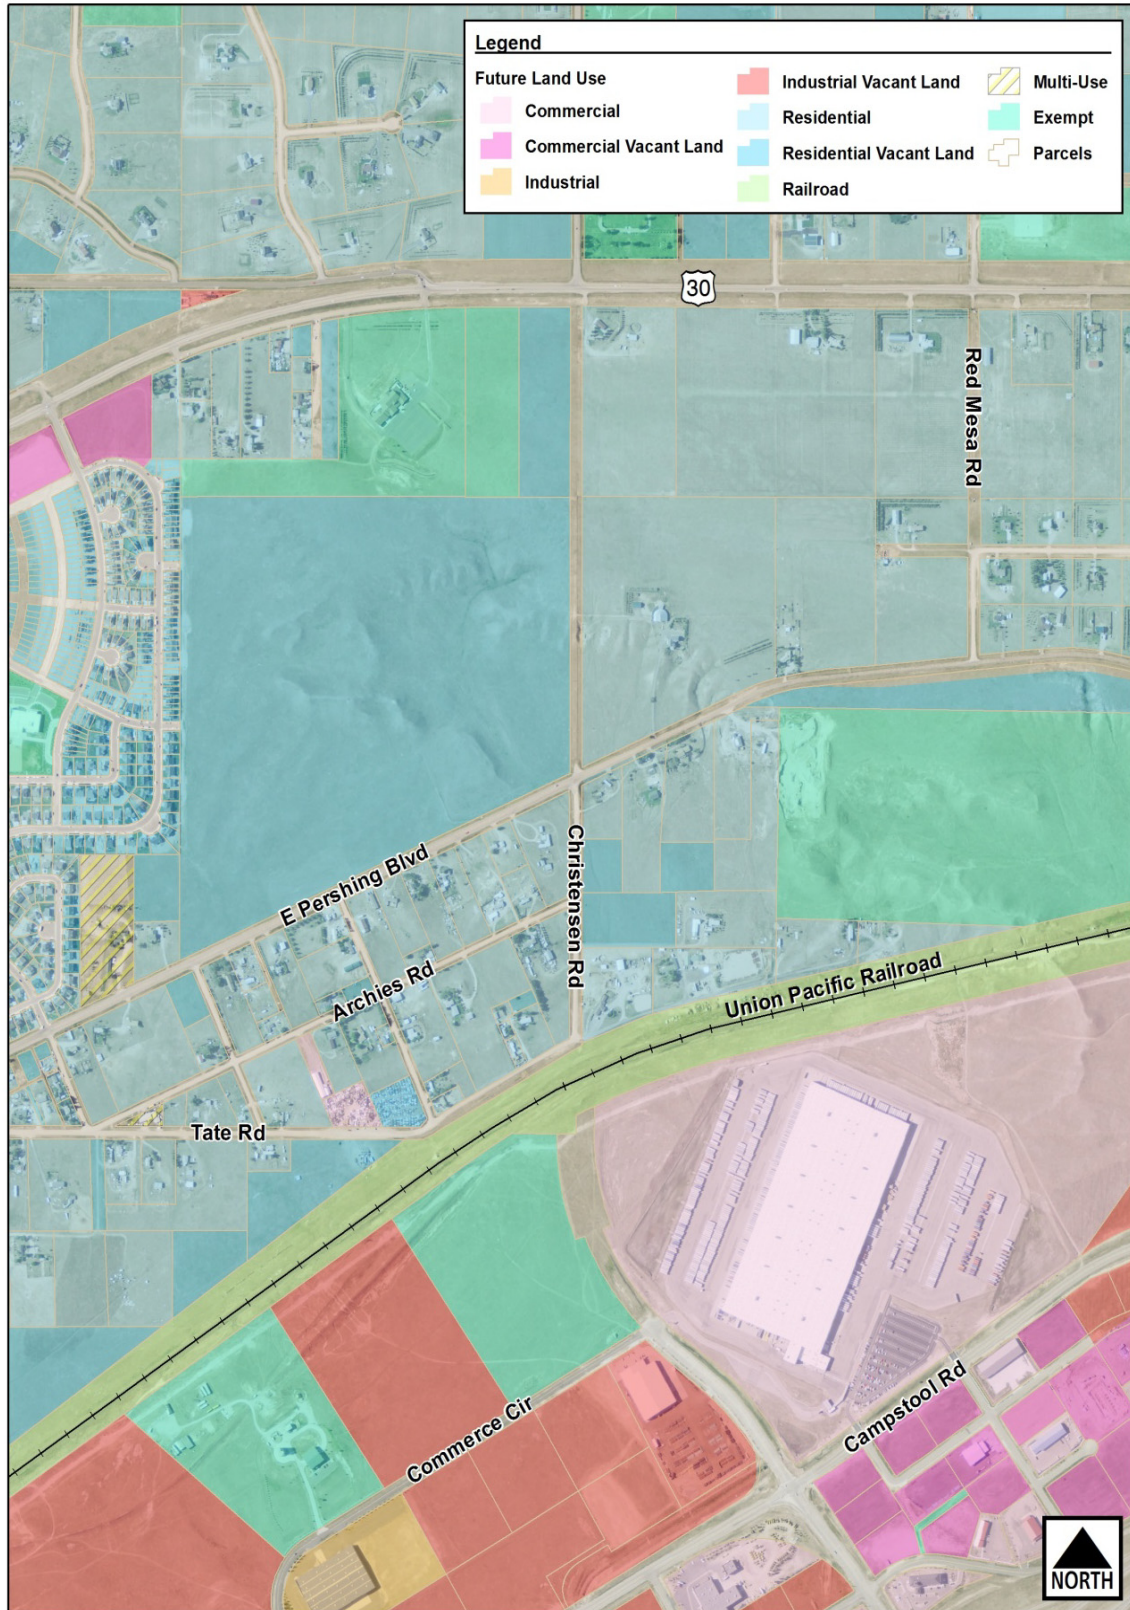 Legend
Future Land Use
Commercial
Commercial Vacant Land
Industrial
Industrial Vacant Land
Residential
Residential Vacant Land
Railroad
Multi-Use
Exempt
Parcels
30
Red Mesa Rd
E Pershing Blvd
Christensen Rd
Archies Rd
Union Pacific Railroad
Tate Rd
Commerce Cir
Campstool Rd
NORTH